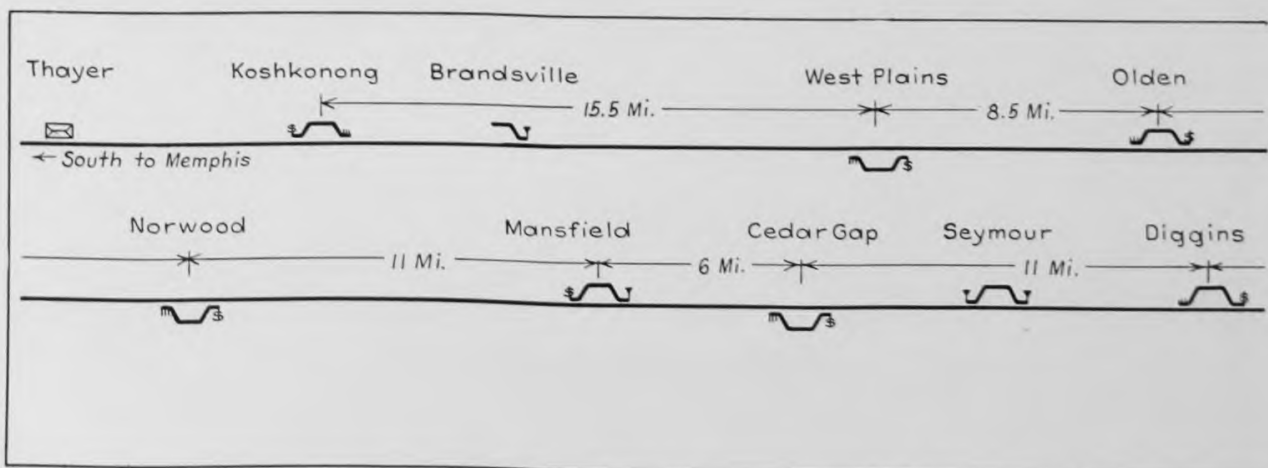 Thayer Koshkonong Brandsville West Plains Olden
15.5 Mi. 8.5 Mi.
← South to Memphis
Norwood Mansfield Cedar Gap Seymour Diggins
11 Mi. 6 Mi. 11 Mi.